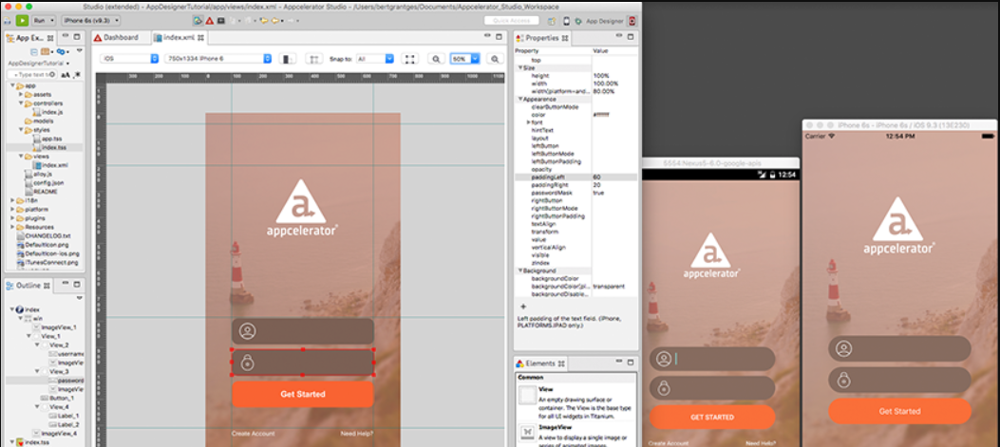 Studio (extended) - AppDesignerTutorial/app/views/index.xml - Appcelerator Studio - /Users/bertgrantges/Documents/Appcelerator_Studio_Workspace
Run
iPhone 6s (v9.3)
Quick Access
App Designer
App Ex...
AppDesignerTutorial
app
assets
controllers
index.js
models
styles
app.tss
index.tss
views
index.xml
alloy.js
config.json
README
i18n
platform
plugins
Resources
CHANGELOG.txt
DefaultIcon.png
DefaultIcon-ios.png
iTunesConnect.png
Outline
index
win
ImageView_1
View_1
View_2
username
ImageVie
View_3
password
ImageVie
Button_1
View_4
Label_1
Label_2
ImageView_4
index.tss
Dashboard
index.xml
iOS
750x1334 iPhone 6
Snap to:
All
50%
appcelerator
Get Started
Create Account
Need Help?
Properties
Property
Value
top
Size
height
100%
width
100.00%
width(platform=and...
80.00%
Appearance
clearButtonMode
color
#ffffff
font
hintText
layout
leftButton
leftButtonMode
leftButtonPadding
opacity
paddingLeft
60
paddingRight
20
passwordMask
true
rightButton
rightButtonMode
rightButtonPadding
textAlign
transform
value
verticalAlign
visible
zIndex
Background
backgroundColor
backgroundColor(pl...
transparent
backgroundDisable...
Left padding of the text field. (iPhone,
PLATFORMS.IPAD only.)
Elements
Common
View
An empty drawing surface or
container. The View is the base type
for all UI widgets in Titanium.
ImageView
A view to display a single image or
series of animated images.
5554:Nexus5-6.0-google-apis
12:54
appcelerator
GET STARTED
Create Account
Need Help?
iPhone 6s - iPhone 6s / iOS 9.3 (13E230)
Carrier
12:54 PM
appcelerator
Get Started